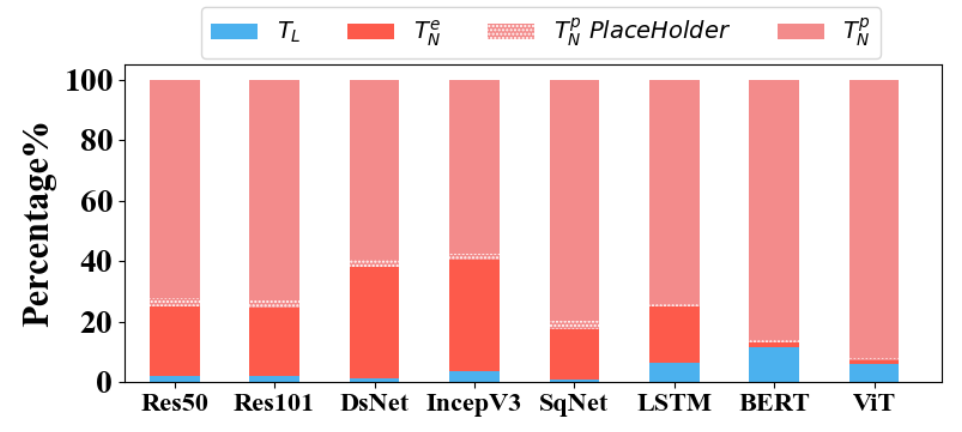 T_L T_N^e T_N^p PlaceHolder T_N^p
Percentage%
100
80
60
40
20
0
Res50 Res101 DsNet IncepV3 SqNet LSTM BERT ViT